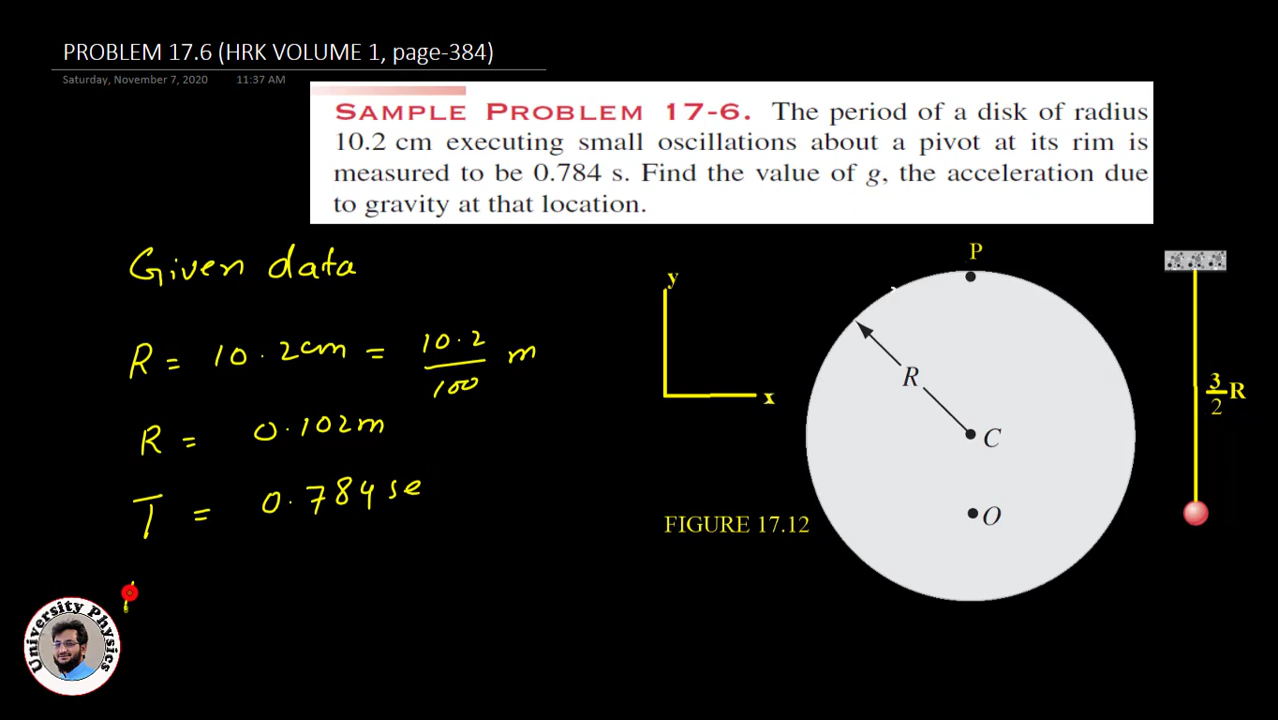 PROBLEM 17.6 (HRK VOLUME 1, page-384)
Saturday, November 7, 2020 11:37 AM
SAMPLE PROBLEM 17-6. The period of a disk of radius
10.2 cm executing small oscillations about a pivot at its rim is
measured to be 0.784 s. Find the value of g, the acceleration due
to gravity at that location.
Given data
R = 10.2cm = 10.2/100 m
R = 0.102m
T = 0.784 se
y
x
P
R
C
O
FIGURE 17.12
3/2 R
University Physics